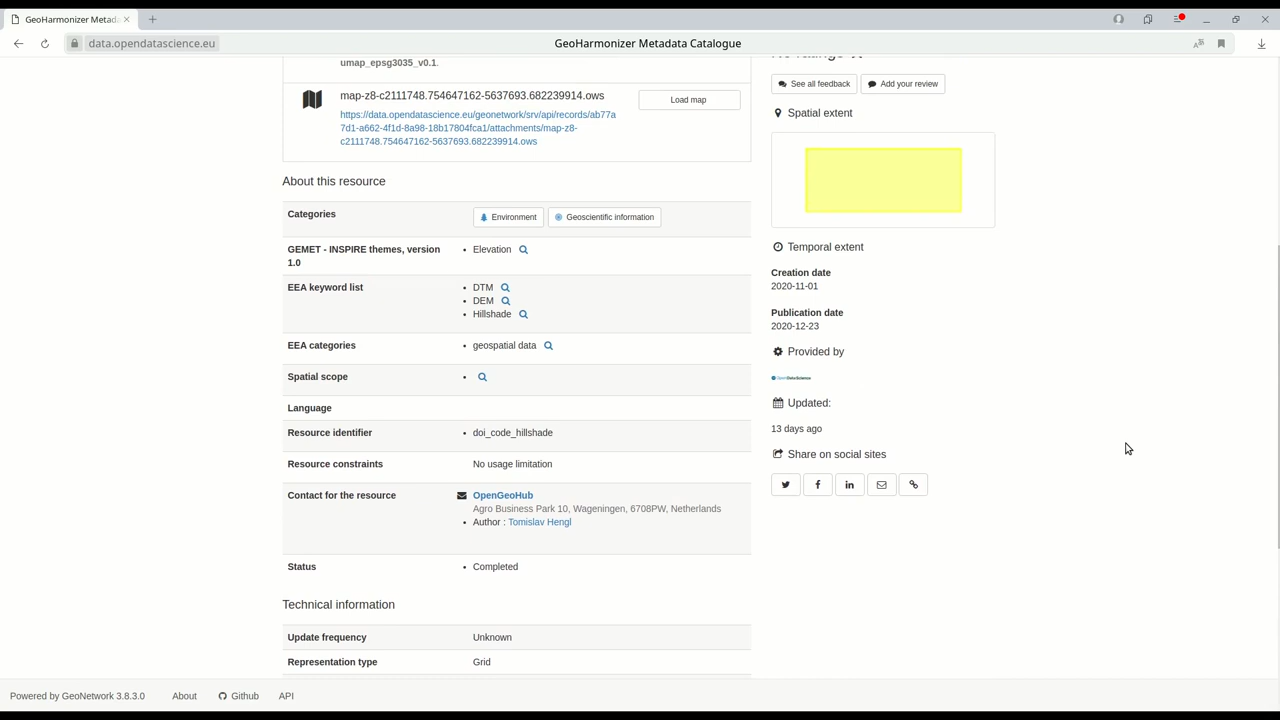 GeoHarmonizer Metad
data.opendatascience.eu
GeoHarmonizer Metadata Catalogue
umap_epsg3035_v0.1.
map-z8-c2111748.754647162-5637693.682239914.ows
Load map
https://data.opendatascience.eu/geonetwork/srv/api/records/ab77a
7d1-a662-4f1d-8a98-18b17804fca1/attachments/map-z8-
c2111748.754647162-5637693.682239914.ows
About this resource
Categories
Environment
Geoscientific information
GEMET - INSPIRE themes, version
1.0
Elevation
EEA keyword list
DTM
DEM
Hillshade
EEA categories
geospatial data
Spatial scope
Language
Resource identifier
doi_code_hillshade
Resource constraints
No usage limitation
Contact for the resource
OpenGeoHub
Agro Business Park 10, Wageningen, 6708PW, Netherlands
Author : Tomislav Hengl
Status
Completed
Technical information
Update frequency
Unknown
Representation type
Grid
See all feedback
Add your review
Spatial extent
Temporal extent
Creation date
2020-11-01
Publication date
2020-12-23
Provided by
Updated:
13 days ago
Share on social sites
Powered by GeoNetwork 3.8.3.0
About
Github
API